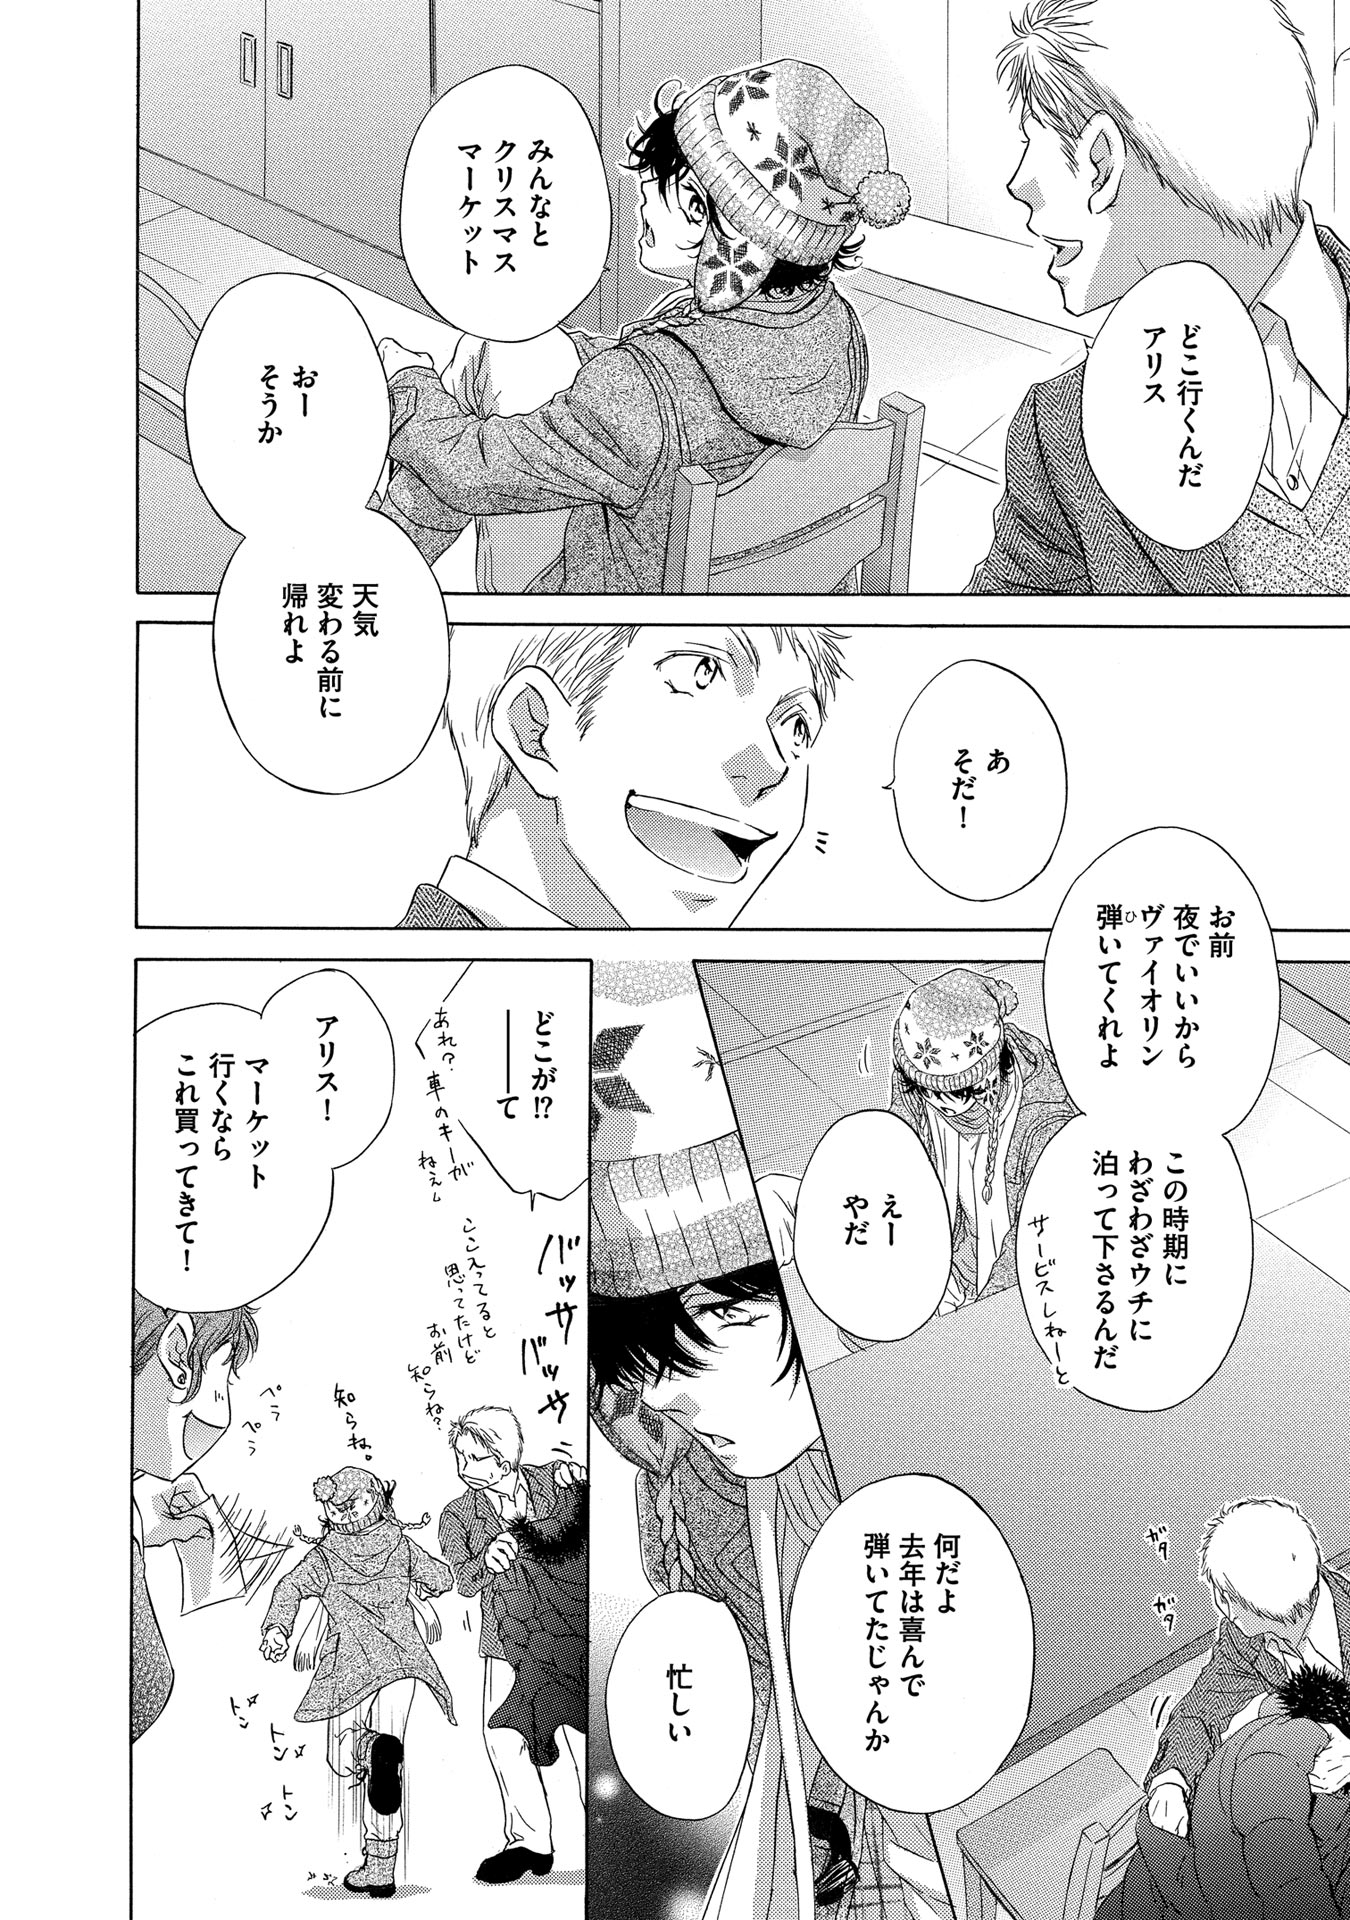 どこ行くんだ
アリス
みんなと
クリスマス
マーケット
おー
そうか
天気
変わる前に
帰れよ
あ
そだ！
お前
夜でいいから
ヴァイオリン
弾いてくれよ
ひ
この時期に
わざわざウチに
泊って下さるんだ
サービスしねーと
えー
やだ
ガタ
ガタ
何だよ
去年は喜んで
弾いてたじゃんか
忙しい
どこが!?
――て
バッサ
バッサ
あれ？車のキーが
ねぇし
思ってたけど
お前
知らね？
知らね。
トン
トン
トン
アリス！
マーケット
行くなら
これ買ってきて！
ペラ
ペラ